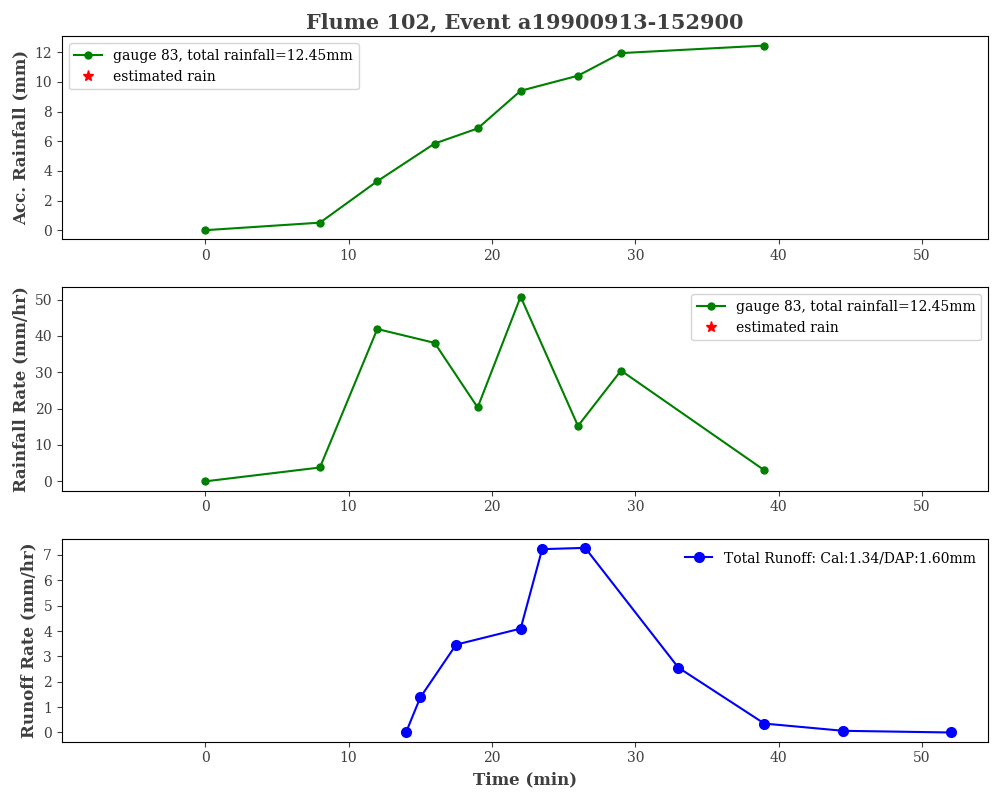 Flume 102, Event a19900913-152900
Acc. Rainfall (mm)
12
10
8
6
4
2
0
gauge 83, total rainfall=12.45mm
estimated rain
0 10 20 30 40 50
Rainfall Rate (mm/hr)
50
40
30
20
10
0
gauge 83, total rainfall=12.45mm
estimated rain
0 10 20 30 40 50
Runoff Rate (mm/hr)
7
6
5
4
3
2
1
0
Total Runoff: Cal:1.34/DAP:1.60mm
0 10 20 30 40 50
Time (min)